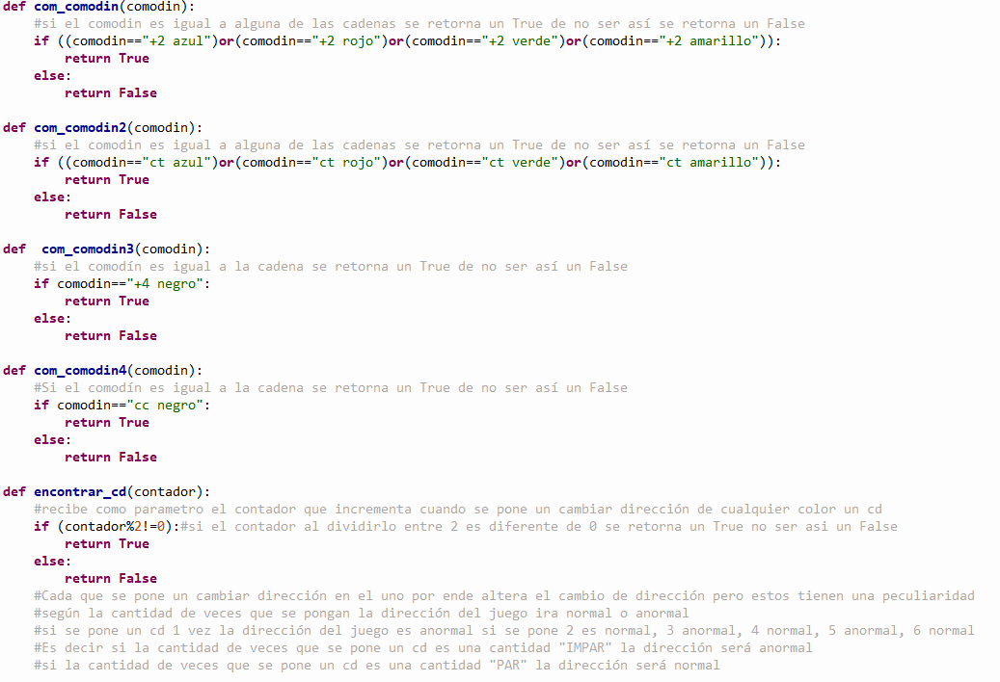 def com_comodin(comodin):
    #si el comodin es igual a alguna de las cadenas se retorna un True de no ser así se retorna un False
    if ((comodin=="+2 azul")or(comodin=="+2 rojo")or(comodin=="+2 verde")or(comodin=="+2 amarillo")):
        return True
    else:
        return False

def com_comodin2(comodin):
    #si el comodin es igual a alguna de las cadenas se retorna un True de no ser así se retorna un False
    if ((comodin=="ct azul")or(comodin=="ct rojo")or(comodin=="ct verde")or(comodin=="ct amarillo")):
        return True
    else:
        return False

def  com_comodin3(comodin):
    #si el comodín es igual a la cadena se retorna un True de no ser así un False
    if comodin=="+4 negro":
        return True
    else:
        return False

def com_comodin4(comodin):
    #Si el comodín es igual a la cadena se retorna un True de no ser así un False
    if comodin=="cc negro":
        return True
    else:
        return False

def encontrar_cd(contador):
    #recibe como parametro el contador que incrementa cuando se pone un cambiar dirección de cualquier color un cd
    if (contador%2!=0):#si el contador al dividirlo entre 2 es diferente de 0 se retorna un True no ser asi un False
        return True
    else:
        return False
    #Cada que se pone un cambiar dirección en el uno por ende altera el cambio de dirección pero estos tienen una peculiaridad
    #según la cantidad de veces que se pongan la dirección del juego ira normal o anormal
    #si se pone un cd 1 vez la dirección del juego es anormal si se pone 2 es normal, 3 anormal, 4 normal, 5 anormal, 6 normal
    #Es decir si la cantidad de veces que se pone un cd es una cantidad "IMPAR" la dirección será anormal
    #si la cantidad de veces que se pone un cd es una cantidad "PAR" la dirección será normal